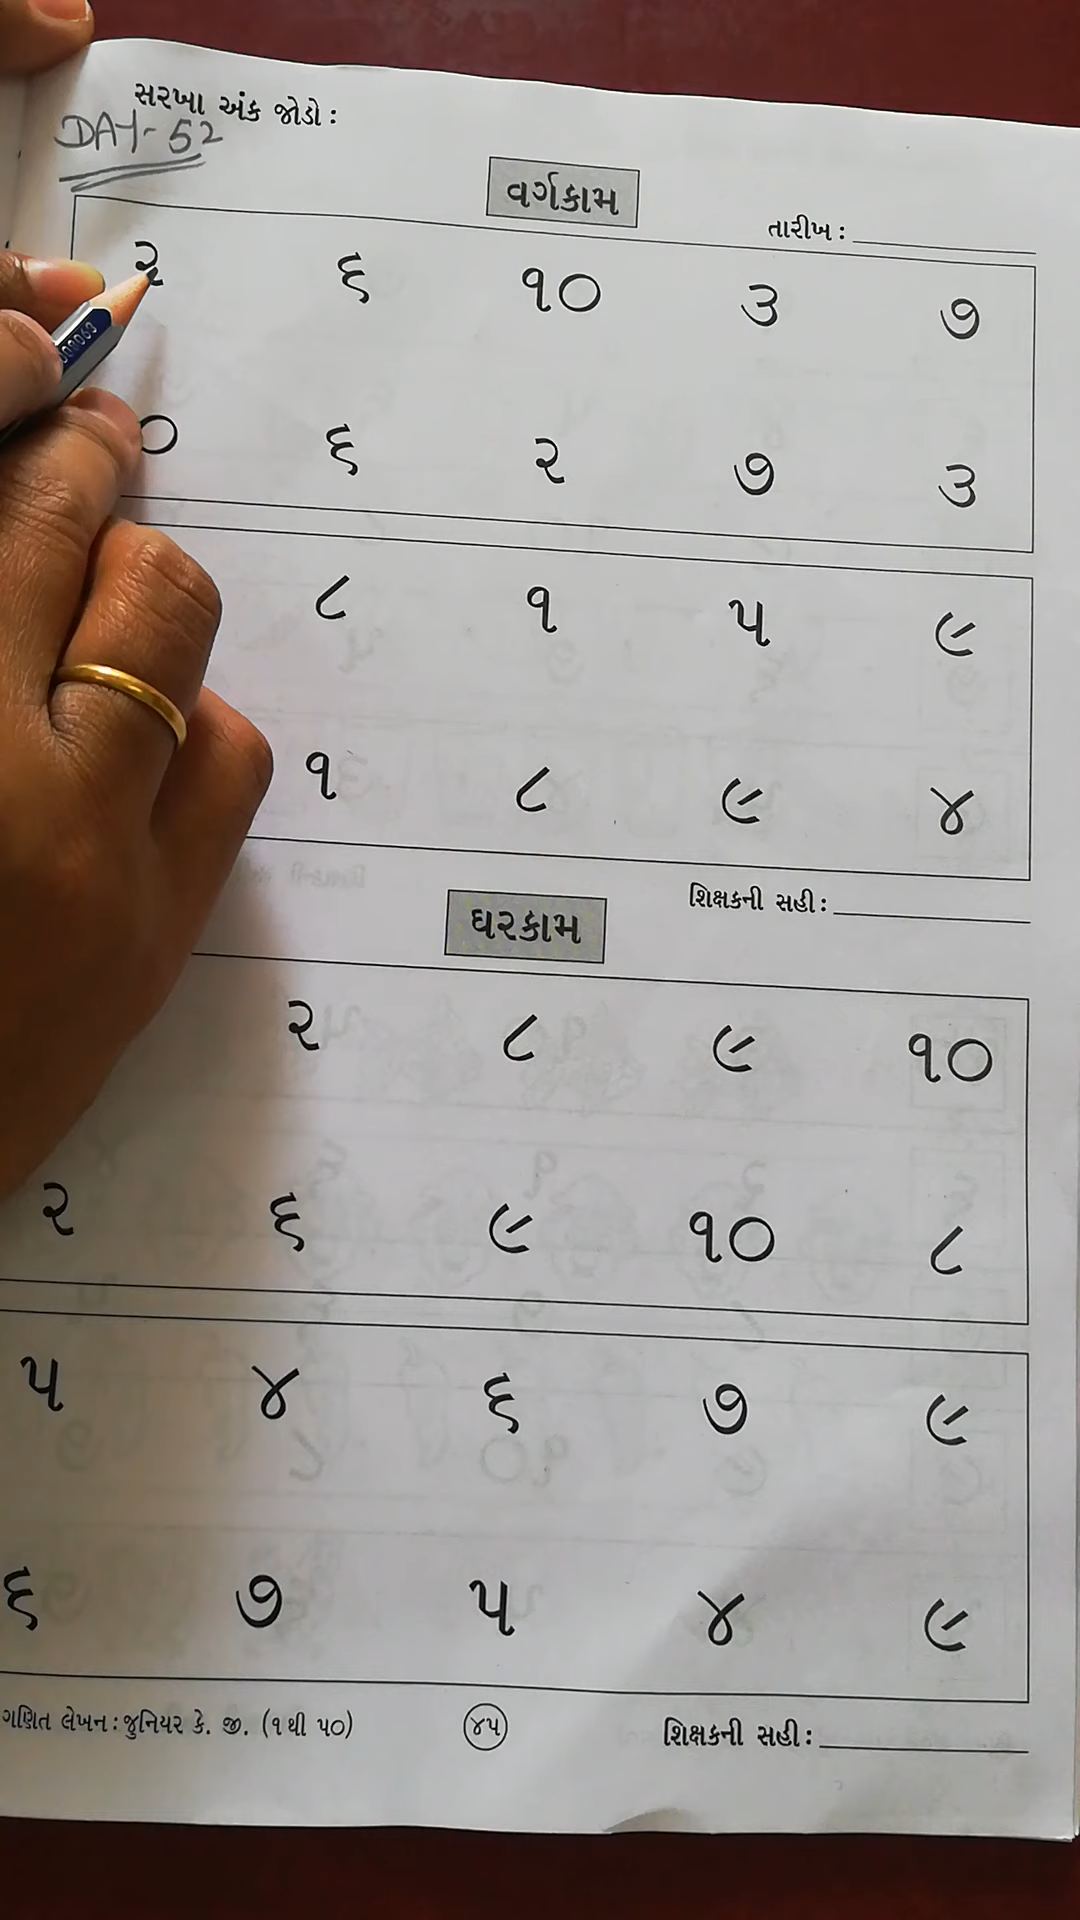 સરખા અંક જોડો :
DAY- 52
વર્ગકામ
તારીખ :
૨ ૬ ૧૦ ૩ ૭
૦ ૬ ૨ ૭ ૩
૮ ૧ ૫ ૯
૧ ૮ ૯ ૪
શિક્ષકની સહી :
ઘરકામ
૨ ૮ ૯ ૧૦
૨ ૬ ૯ ૧૦ ૮
૫ ૪ ૬ ૭ ૯
૬ ૭ ૫ ૪ ૯
ગણિત લેખન : જુનિયર કે. જી. (૧ થી ૫૦)
૪૫
શિક્ષકની સહી :